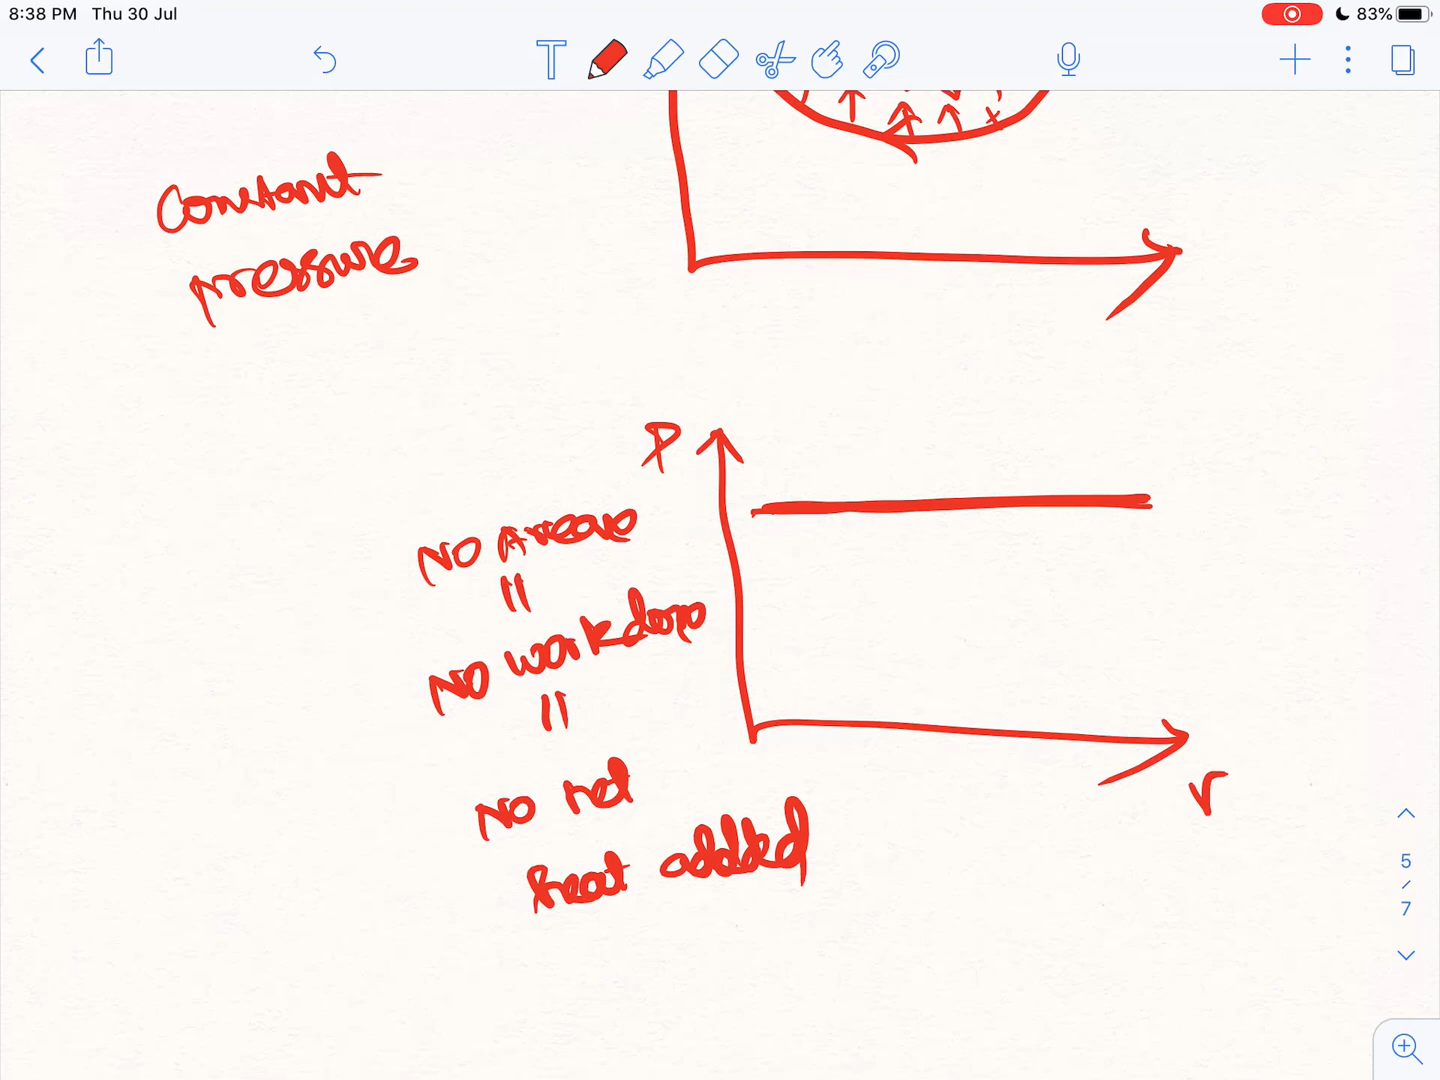 8:38 PM Thu 30 Jul
83%
T
Constant
pressure
P
No Area
No workdone
No net
heat added
V
5
/
7